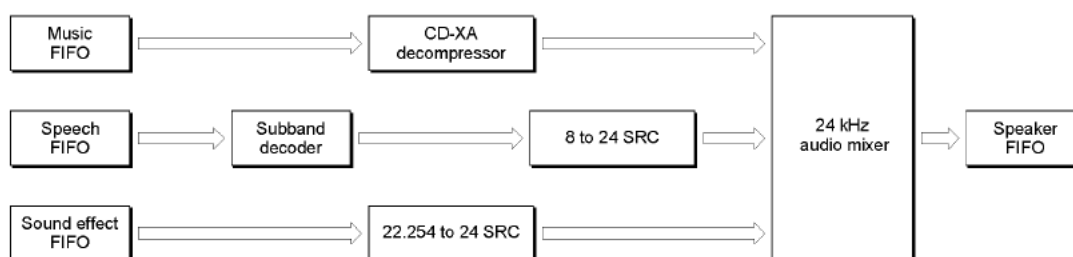 Music
FIFO
CD-XA
decompressor
Speech
FIFO
Subband
decoder
8 to 24 SRC
24 kHz
audio mixer
Speaker
FIFO
Sound effect
FIFO
22.254 to 24 SRC